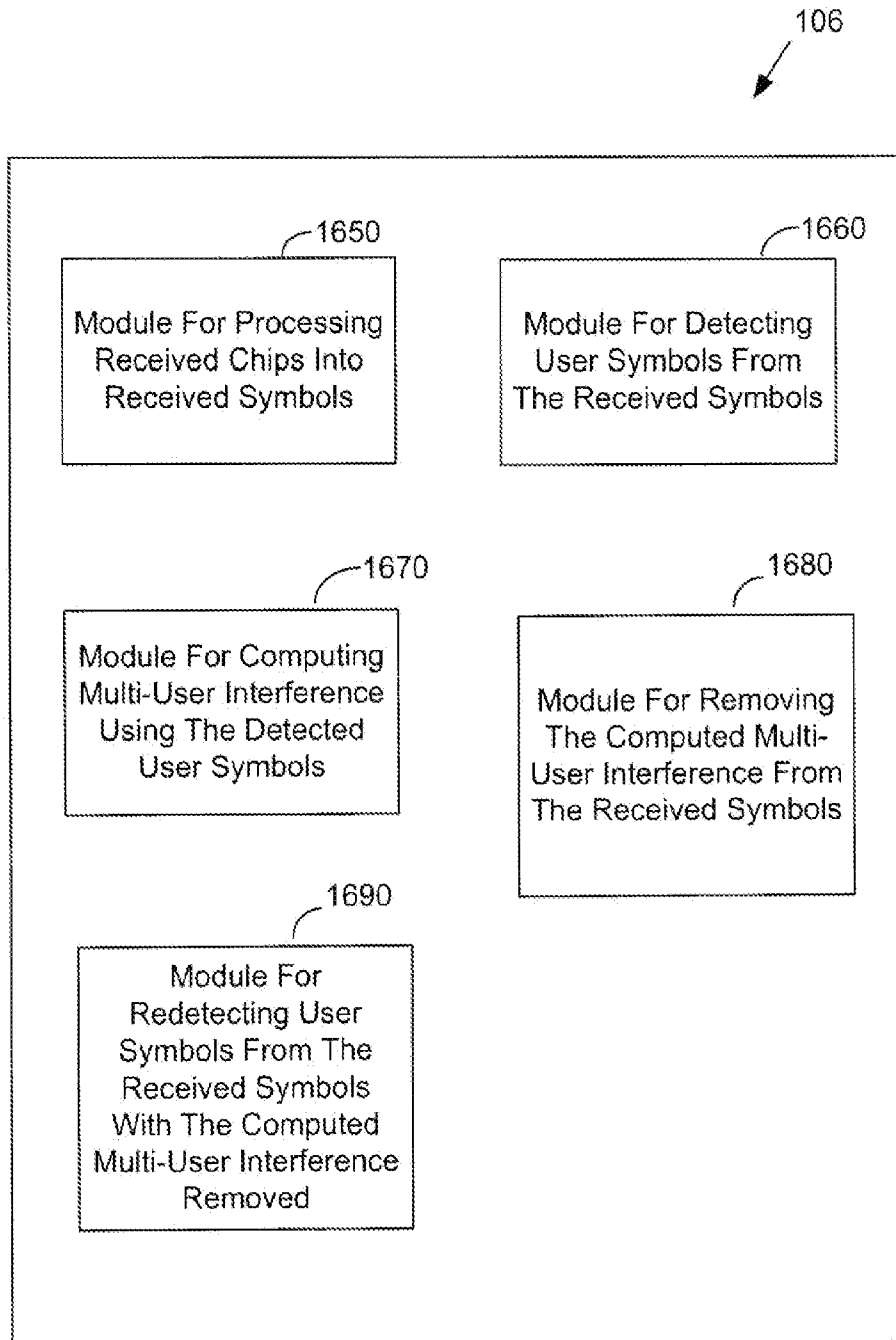 106
1650
Module For Processing
Received Chips Into
Received Symbols
1660
Module For Detecting
User Symbols From
The Received Symbols
1670
Module For Computing
Multi-User Interference
Using The Detected
User Symbols
1680
Module For Removing
The Computed Multi-
User Interference From
The Received Symbols
1690
Module For
Redetecting User
Symbols From The
Received Symbols
With The Computed
Multi-User Interference
Removed